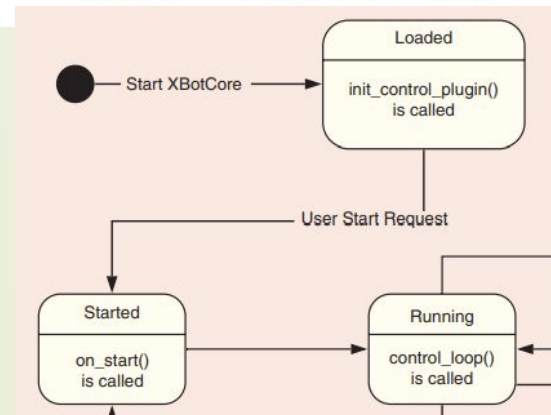 Loaded
Start XBotCore
init_control_plugin()
is called
User Start Request
Started
Running
on_start()
is called
control_loop()
is called